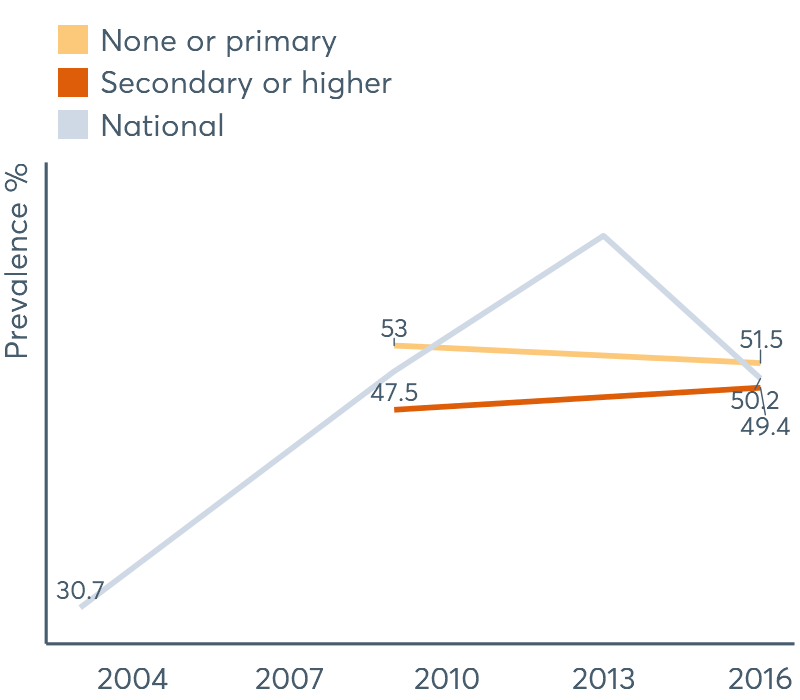 None or primary
Secondary or higher
National
Prevalence %
53
51.5
47.5
50.2
49.4
30.7
2004 2007 2010 2013 2016